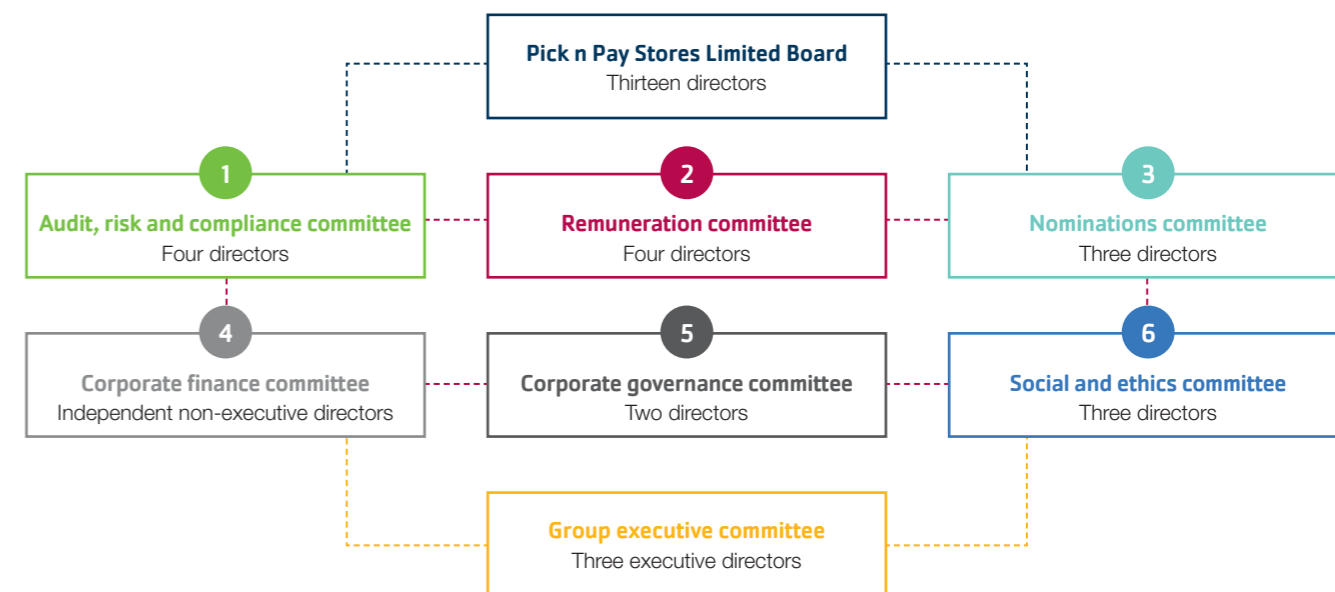 Pick n Pay Stores Limited Board
Thirteen directors
1
Audit, risk and compliance committee
Four directors
2
Remuneration committee
Four directors
3
Nominations committee
Three directors
4
Corporate finance committee
Independent non-executive directors
5
Corporate governance committee
Two directors
6
Social and ethics committee
Three directors
Group executive committee
Three executive directors